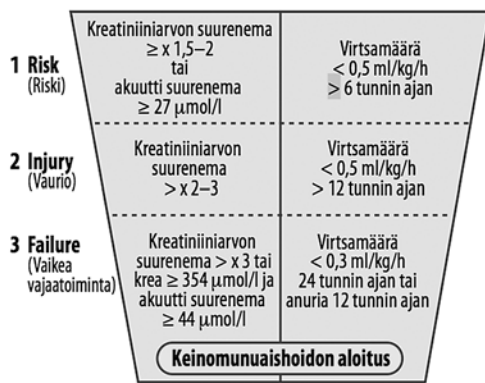 1 Risk
(Riski)
Kreatiniiniarvon suurenema
≥ x 1,5–2
tai
akuutti suurenema
≥ 27 µmol/l
Virtsamäärä
< 0,5 ml/kg/h
> 6 tunnin ajan
2 Injury
(Vaurio)
Kreatiniiniarvon
suurenema
> x 2–3
Virtsamäärä
< 0,5 ml/kg/h
> 12 tunnin ajan
3 Failure
(Vaikea
vajaatoiminta)
Kreatiniiniarvon
suurenema > x 3 tai
krea ≥ 354 µmol/l ja
akuutti suurenema
≥ 44 µmol/l
Virtsamäärä
< 0,3 ml/kg/h
24 tunnin ajan tai
anuria 12 tunnin ajan
Keinomunuaishoidon aloitus